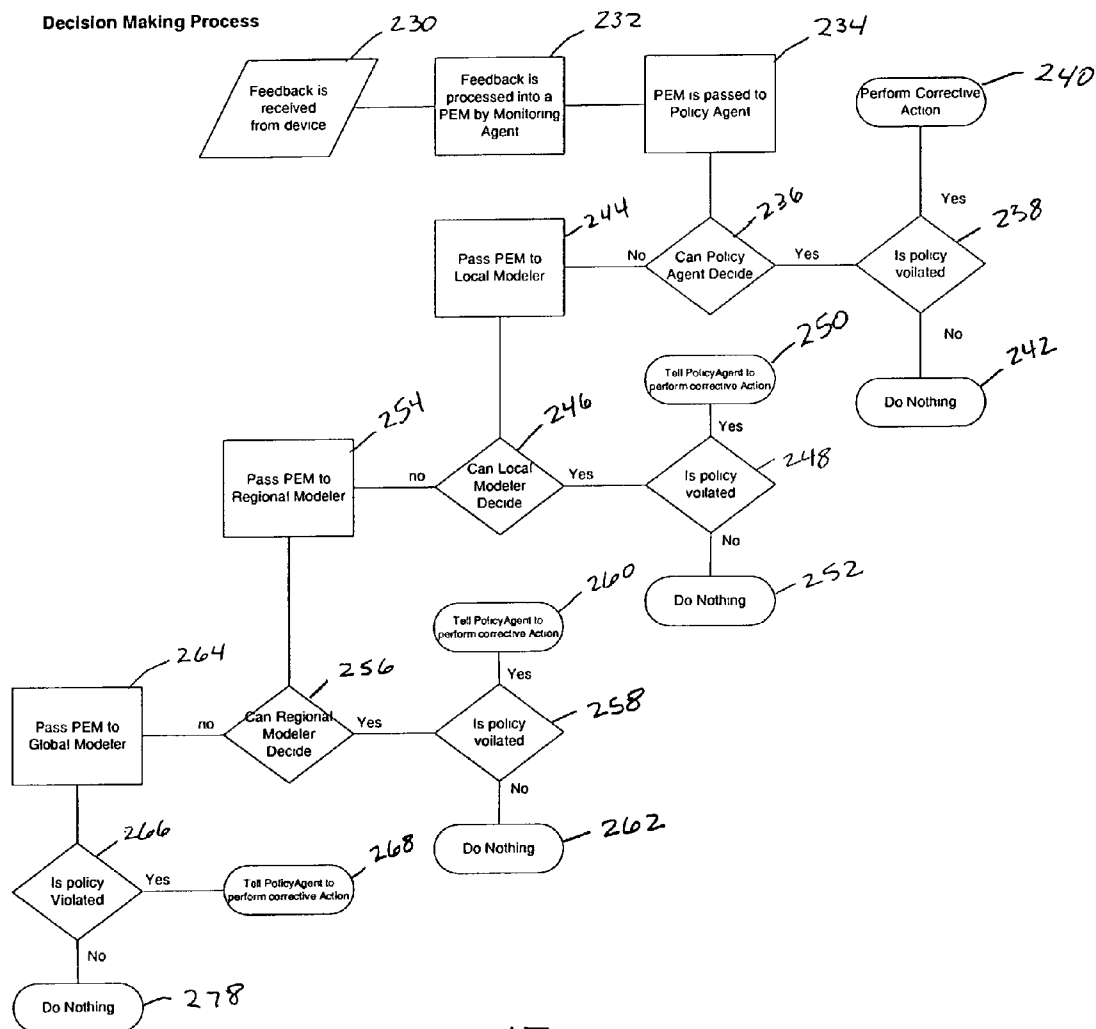 Decision Making Process
230
232
234
240
Feedback is
received
from device
Feedback is
processed into a
PEM by Monitoring
Agent
PEM is passed to
Policy Agent
Perform Corrective
Action
Yes
244
236
238
Pass PEM to
Local Modeler
No
Can Policy
Agent Decide
Yes
Is policy
voilated
No
250
242
Tell PolicyAgent to
perform corrective Action
Do Nothing
Yes
254
246
248
Pass PEM to
Regional Modeler
no
Can Local
Modeler
Decide
Yes
Is policy
voilated
No
260
252
Tell PolicyAgent to
perform corrective Action
Do Nothing
Yes
264
256
258
Pass PEM to
Global Modeler
no
Can Regional
Modeler
Decide
Yes
Is policy
voilated
No
262
Do Nothing
266
268
Is policy
Violated
Yes
Tell PolicyAgent to
perform corrective Action
No
278
Do Nothing